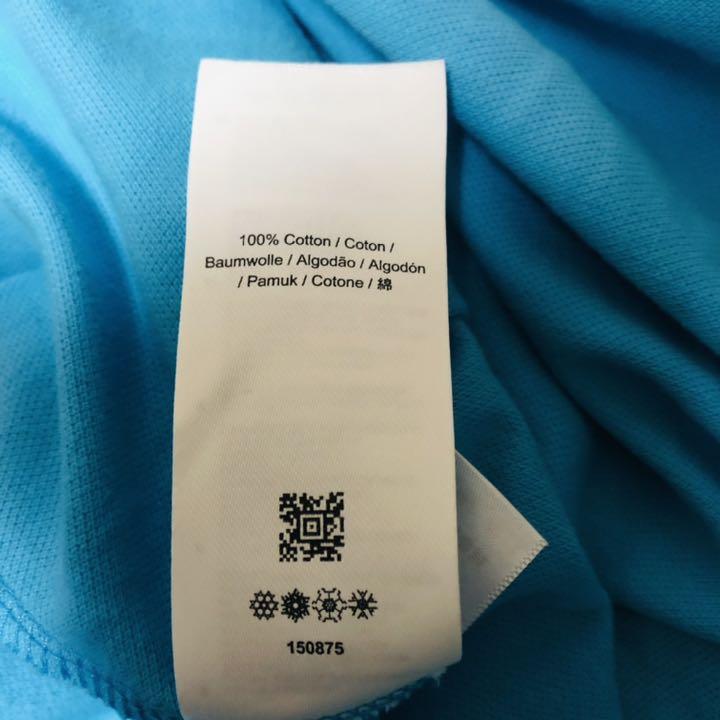 100% Cotton / Coton /
Baumwolle / Algodão / Algodón
/ Pamuk / Cotone / 綿
150875